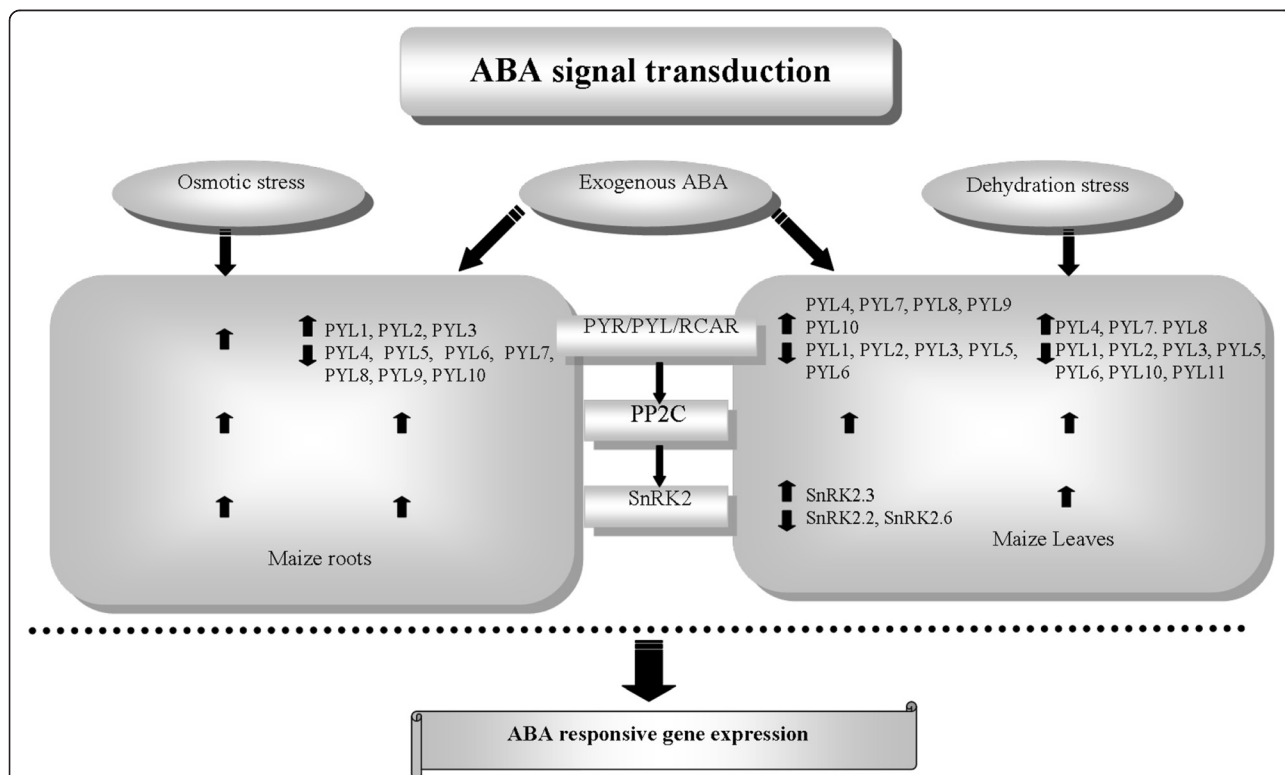 ABA signal transduction
Osmotic stress
Exogenous ABA
Dehydration stress
PYL1, PYL2, PYL3
PYL4, PYL5, PYL6, PYL7,
PYL8, PYL9, PYL10
PYR/PYL/RCAR
PP2C
SnRK2
PYL4, PYL7, PYL8, PYL9
PYL10
PYL1, PYL2, PYL3, PYL5,
PYL6
PYL4, PYL7. PYL8
PYL1, PYL2, PYL3, PYL5,
PYL6, PYL10, PYL11
SnRK2.3
SnRK2.2, SnRK2.6
Maize roots
Maize Leaves
ABA responsive gene expression